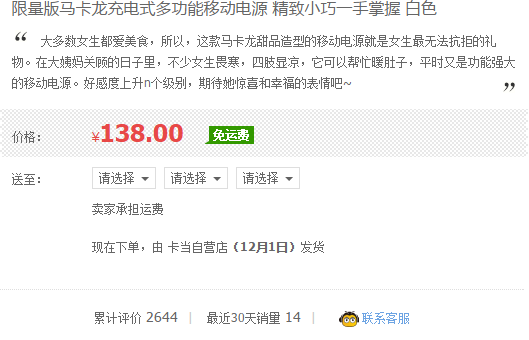 限量版马卡龙充电式多功能移动电源 精致小巧一手掌握 白色
“ 大多数女生都爱美食，所以，这款马卡龙甜品造型的移动电源就是女生最无法抗拒的礼
物。在大姨妈关顾的日子里，不少女生畏寒，四肢显凉，它可以帮忙暖肚子，平时又是功能强大
的移动电源。好感度上升n个级别，期待她惊喜和幸福的表情吧~ ”
价格： ¥138.00 免运费
送至： 请选择 请选择 请选择
卖家承担运费
现在下单，由 卡当自营店（12月1日）发货
累计评价 2644 | 最近30天销量 14 | 联系客服